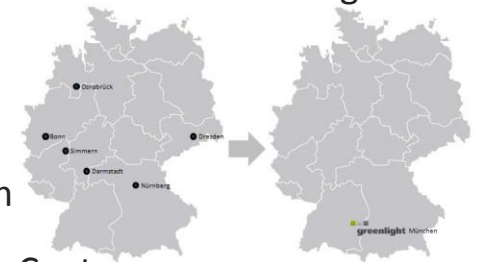 Osnabrück
Bonn
Simmern
Dresden
Darmstadt
Nürnberg
greenlight München